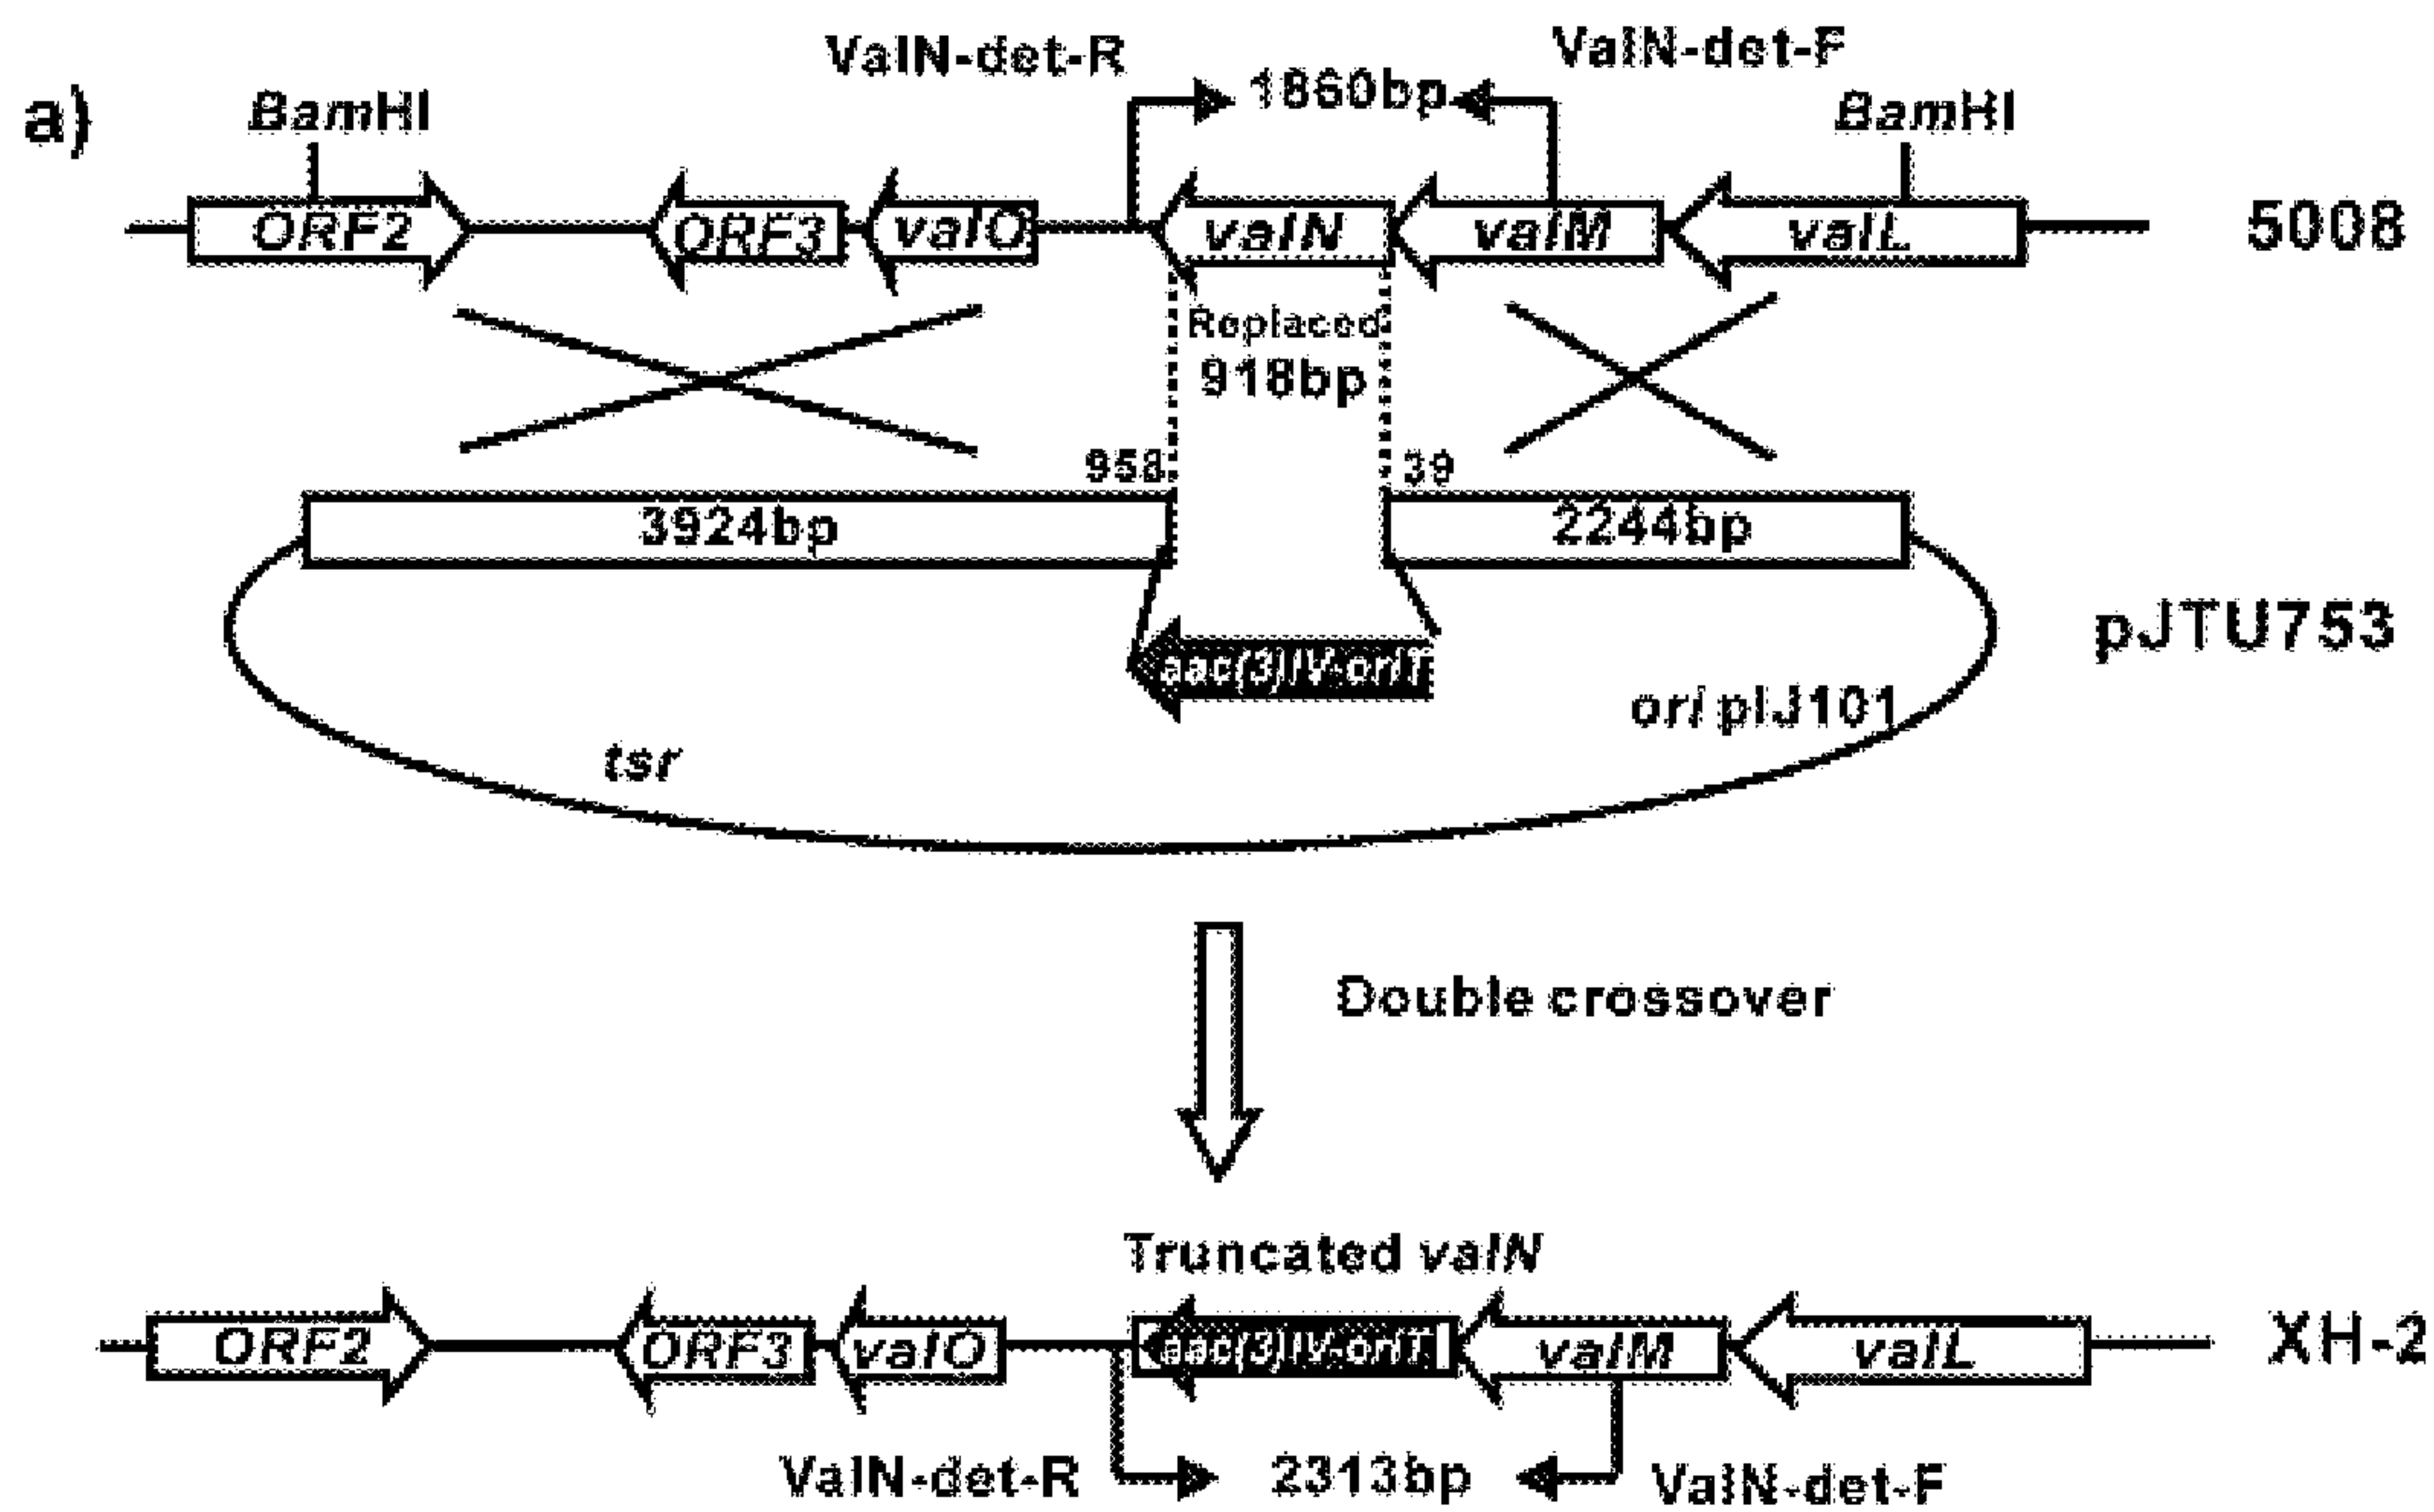 ValN-det-R
ValN-det-F
a)
BamHI
1860bp
BamHI
ORF2
ORF3
valO
valN
valM
valL
5008
Replaced
918bp
958
39
3924bp
2244bp
pJTU753
aac(3)IV-oriT
ori pIJ101
tsr
Double crossover
Truncated valN
ORF2
ORF3
valO
aac(3)IV-oriT
valM
valL
XH-2
ValN-det-R
2313bp
ValN-det-F